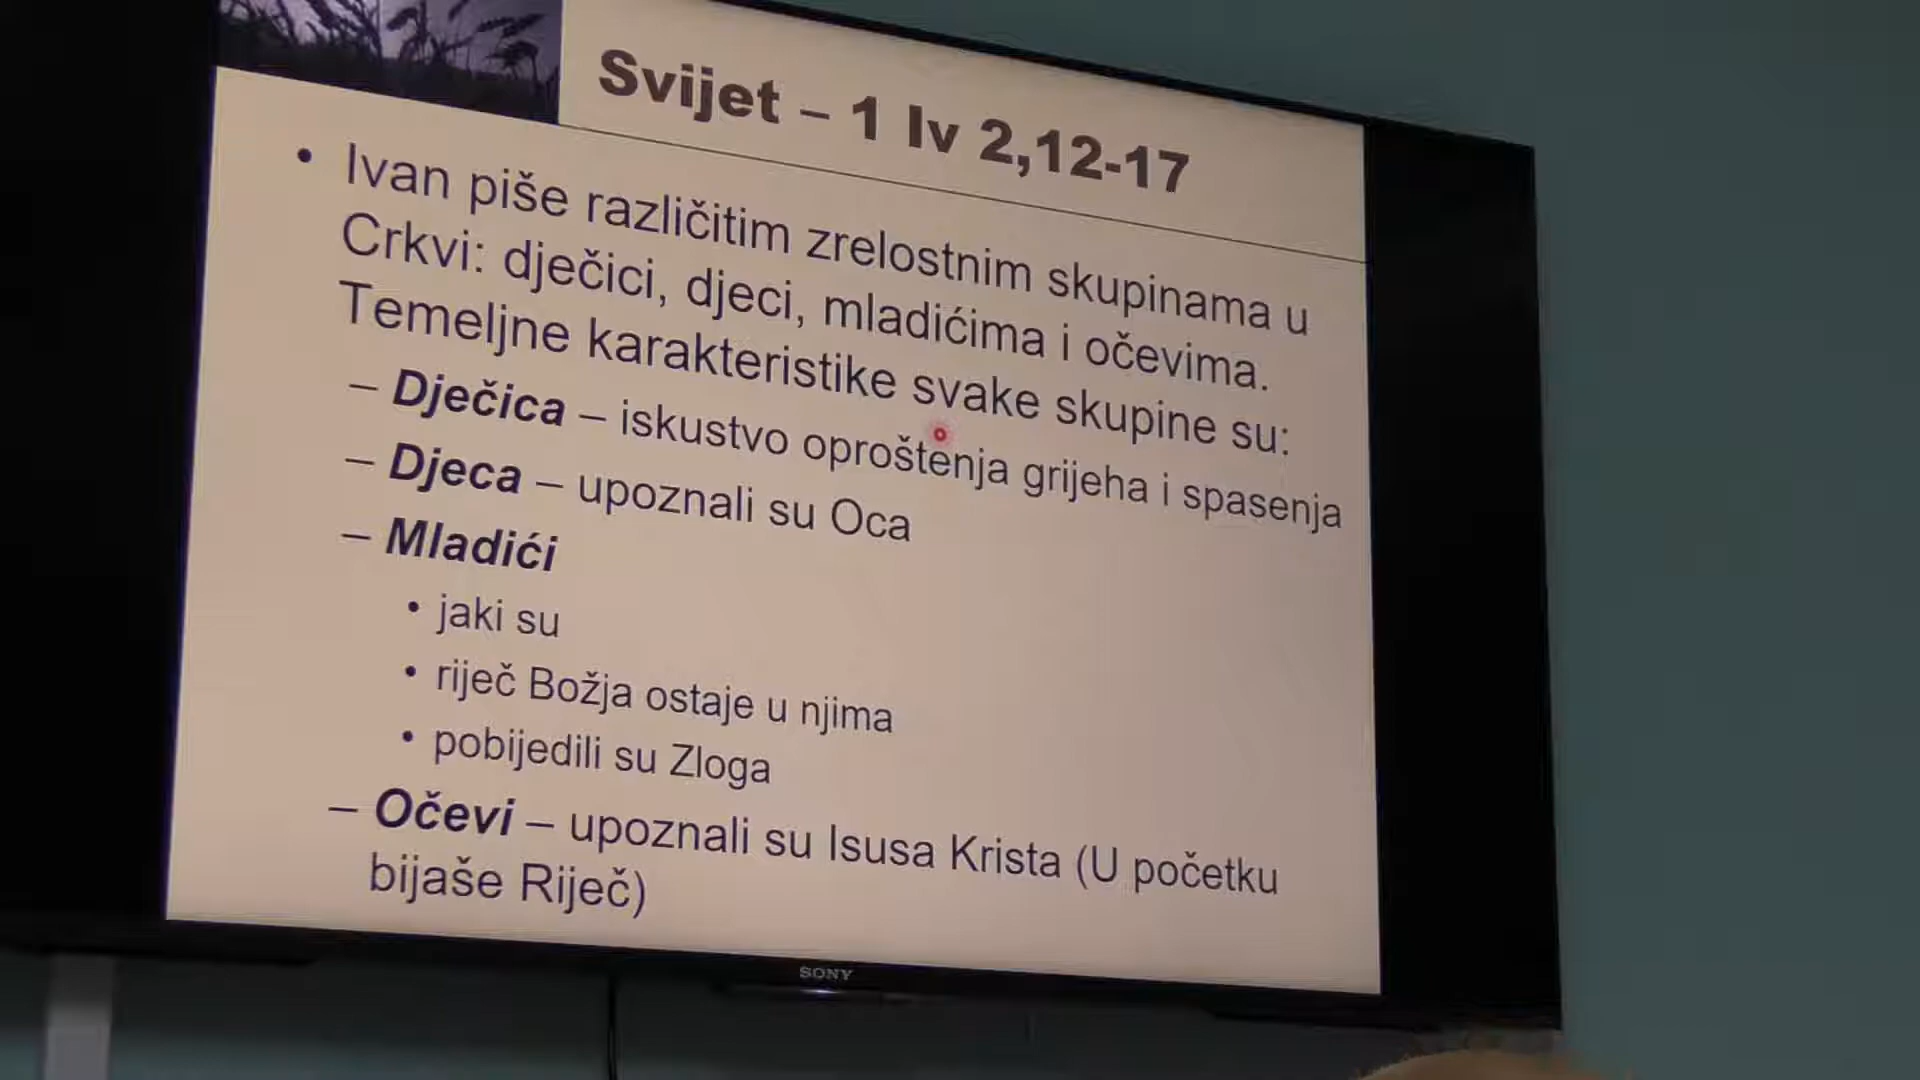 Svijet – 1 Iv 2,12-17
• Ivan piše različitim zrelostnim skupinama u
Crkvi: dječici, djeci, mladićima i očevima.
Temeljne karakteristike svake skupine su:
– Dječica – iskustvo oproštenja grijeha i spasenja
– Djeca – upoznali su Oca
– Mladići
• jaki su
• riječ Božja ostaje u njima
• pobijedili su Zloga
– Očevi – upoznali su Isusa Krista (U početku
bijaše Riječ)
SONY